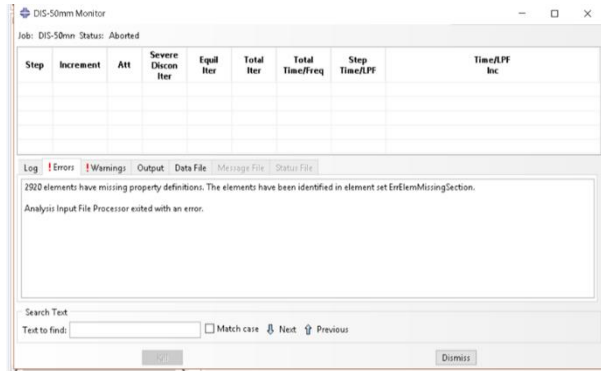 DIS-50mm Monitor
Job: DIS-50mm Status: Aborted
Step Increment Att Severe Discon Iter Equil Iter Total Iter Total Time/Freq Step Time/LPF Time/LPF Inc
Log !Errors !Warnings Output Data File Message File Status File
2920 elements have missing property definitions. The elements have been identified in element set ErrElemMissingSection.
Analysis Input File Processor exited with an error.
Search Text
Text to find: Match case Next Previous
Kill Dismiss